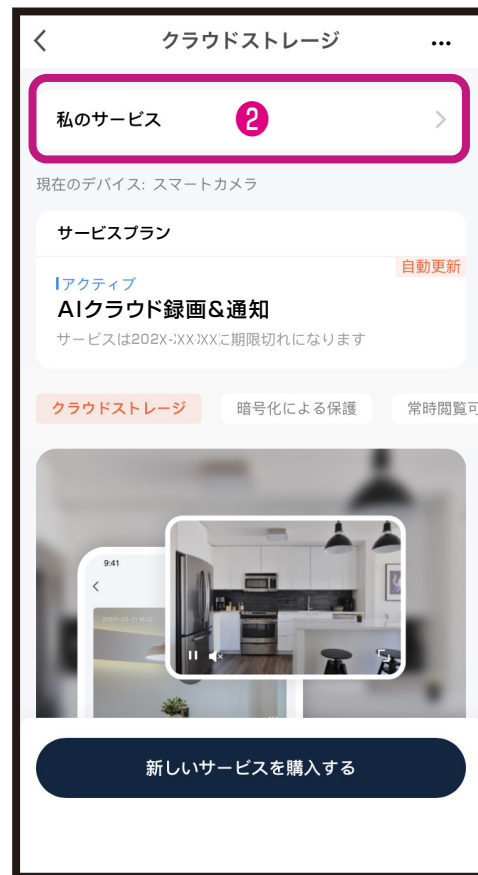 クラウドストレージ
私のサービス
2
現在のデバイス: スマートカメラ
サービスプラン
自動更新
アクティブ
AIクラウド録画&通知
サービスは202X-XX-XXに期限切れになります
クラウドストレージ
暗号化による保護
常時閲覧可
9:41
新しいサービスを購入する